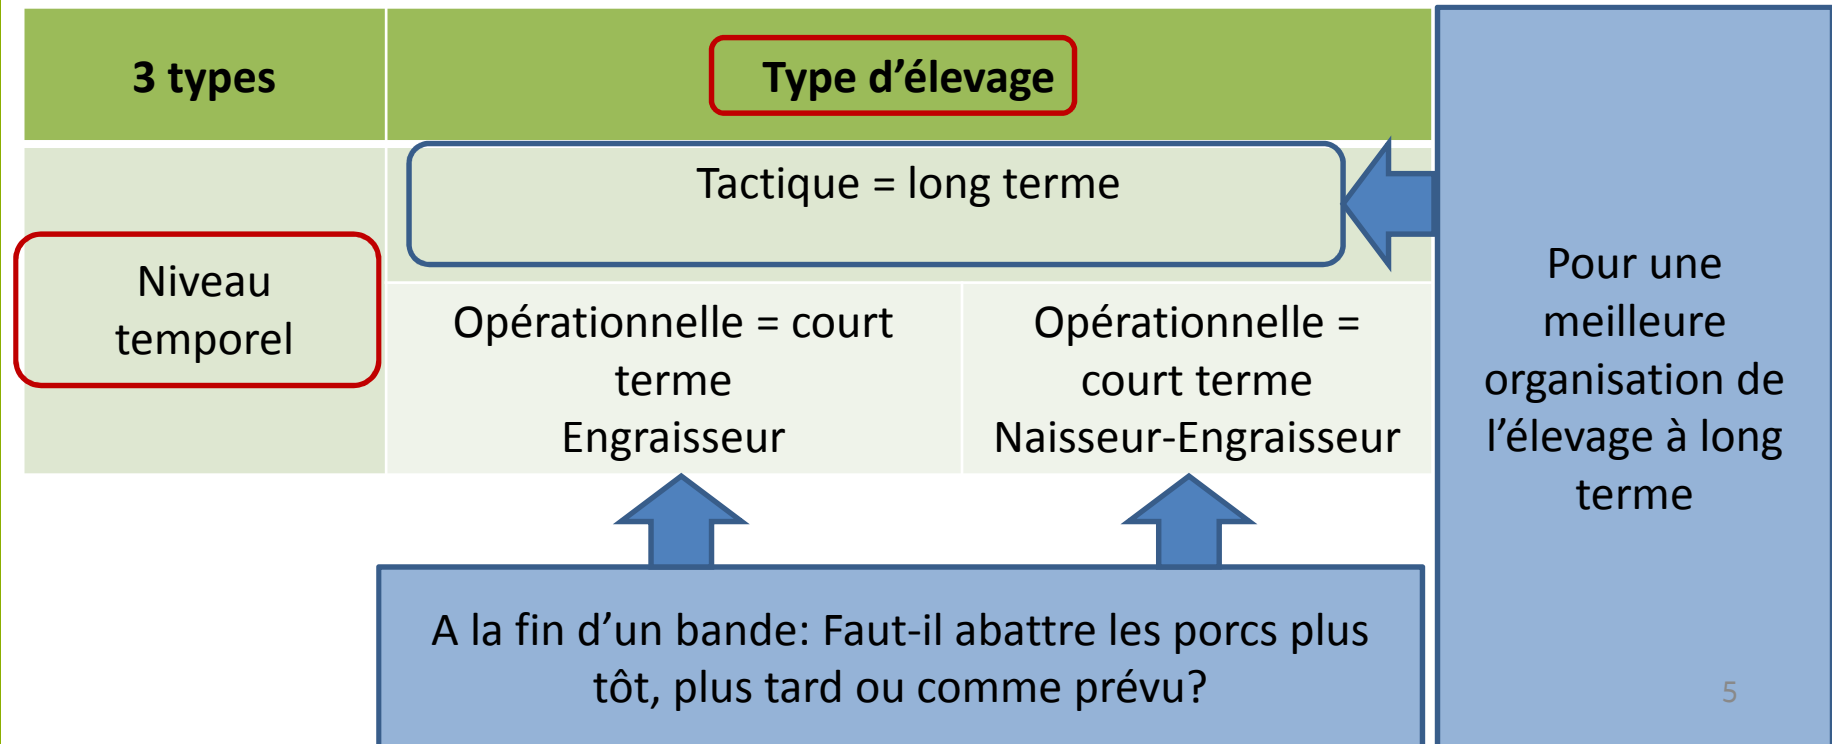 3 types
Type d'élevage
Tactique = long terme
Niveau
temporel
Opérationnelle = court
terme
Engraisseur
Opérationnelle =
court terme
Naisseur-Engraisseur
Pour une
meilleure
organisation de
l'élevage à long
terme
A la fin d'un bande: Faut-il abattre les porcs plus
tôt, plus tard ou comme prévu?
5